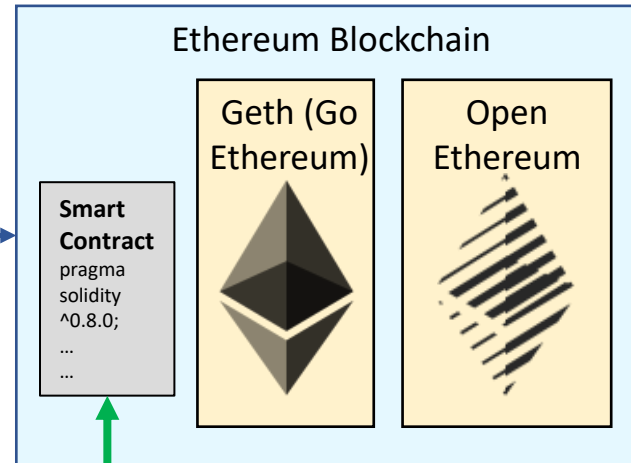 Ethereum Blockchain
Geth (Go
Ethereum)
Open
Ethereum
Smart
Contract
pragma
solidity
^0.8.0;
...
...